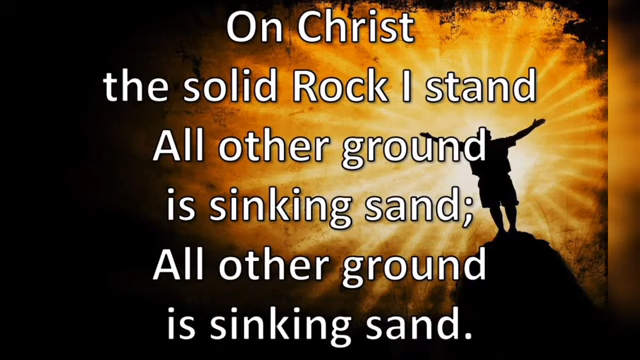 On Christ
the solid Rock I stand
All other ground
is sinking sand;
All other ground
is sinking sand.